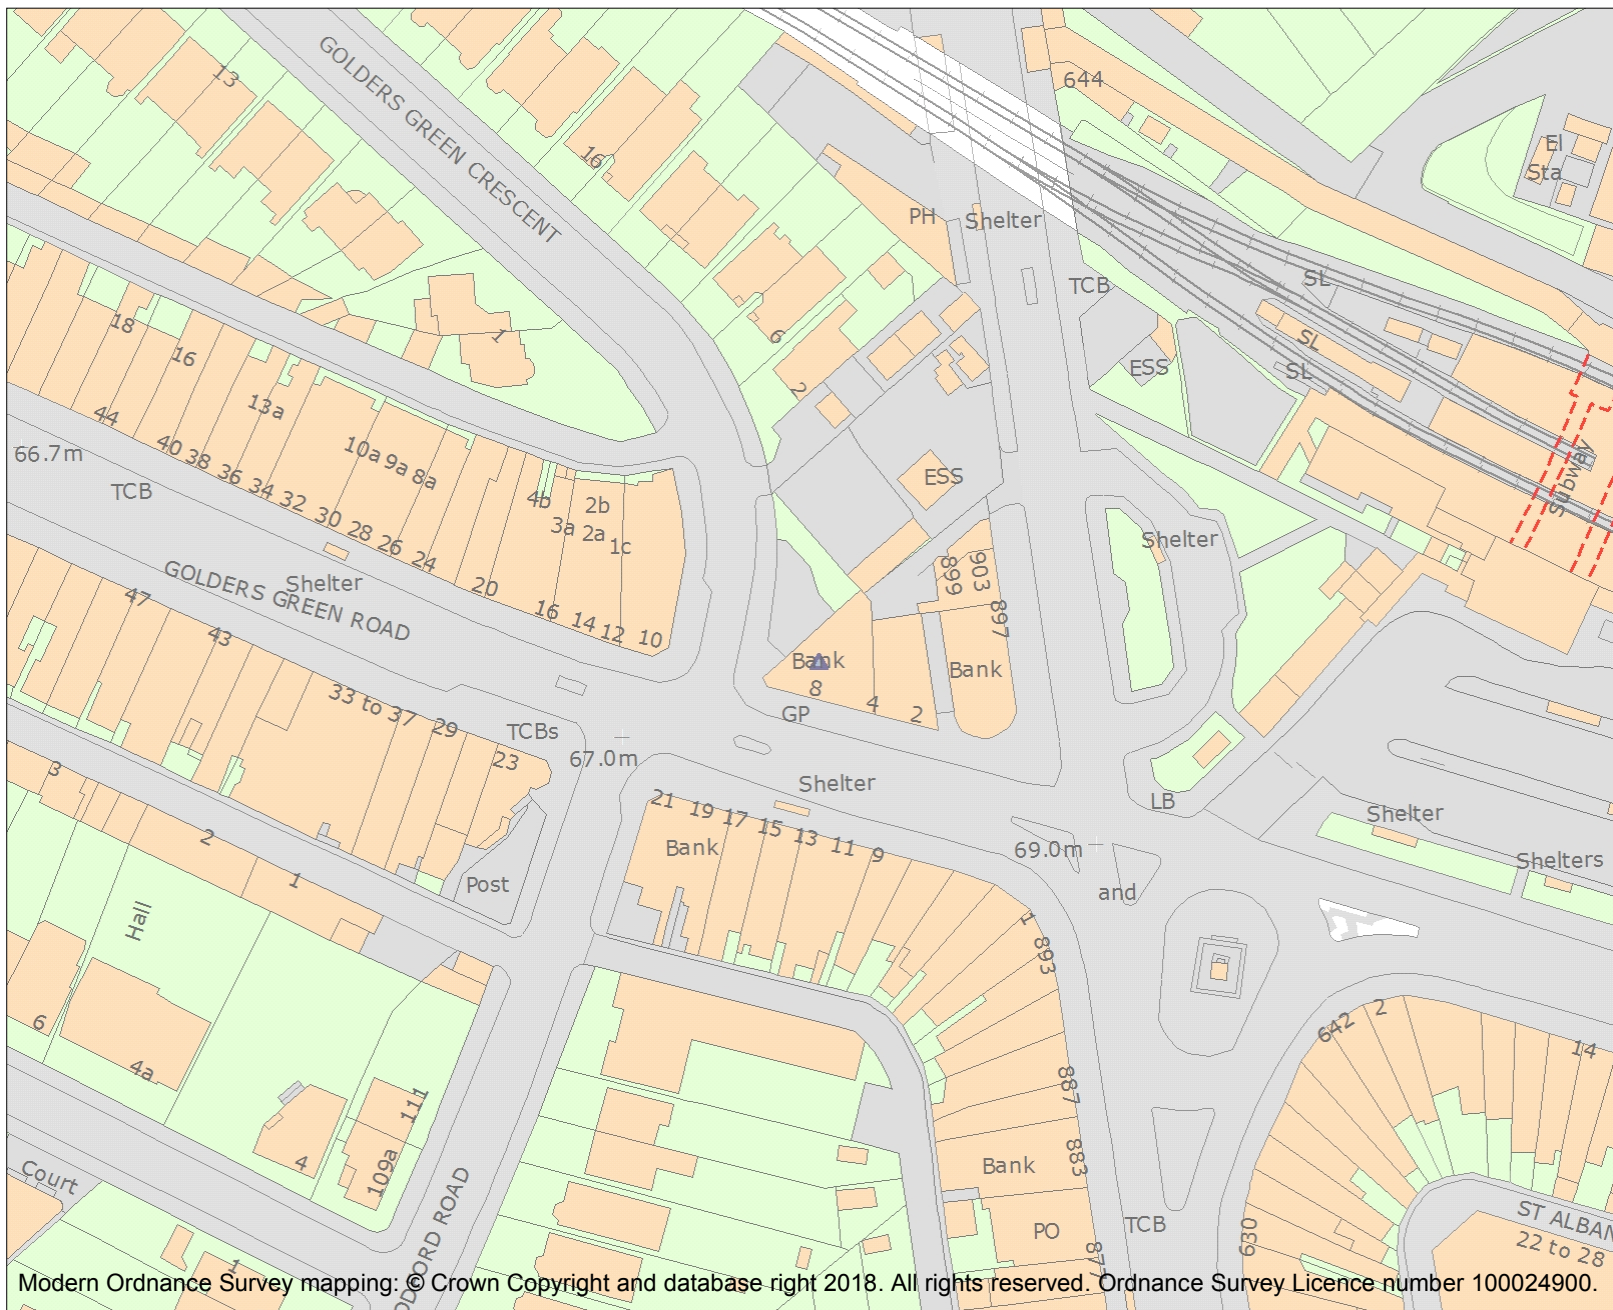 13
GOLDERS GREEN CRESCENT
16
644
El
Sta
PH
Shelter
TCB
SL
SL
SL
ESS
Subway
18
16
13a
10a 9a 8a
1
6
2
44
40 38 36 34 32 30 28 26 24 20 16 14 12 10
66.7m
TCB
4b
3a
2b
2a
1c
ESS
Shelter
899
903
897
Shelter
GOLDERS GREEN ROAD
47
43
33 to 37
29
23
TCBs
67.0m
Bank
8
4
2
GP
Bank
Shelter
LB
Shelter
Shelters
3
2
1
Hall
Post
21 19 17 15 13 11 9
Bank
69.0m
and
1
893
6
4a
4
111
109a
Court
1
887
883
Bank
PO
877
TCB
642
2
14
630
ST ALBAN
22 to 28
Modern Ordnance Survey mapping: © Crown Copyright and database right 2018. All rights reserved. Ordnance Survey Licence number 100024900.